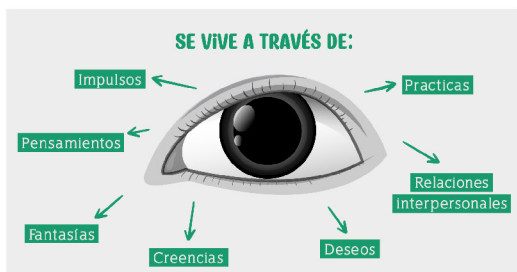 SE ViVE A TRAVÉS DE:
Impulsos
Practicas
Pensamientos
Relaciones
interpersonales
Fantasías
Creencias
Deseos